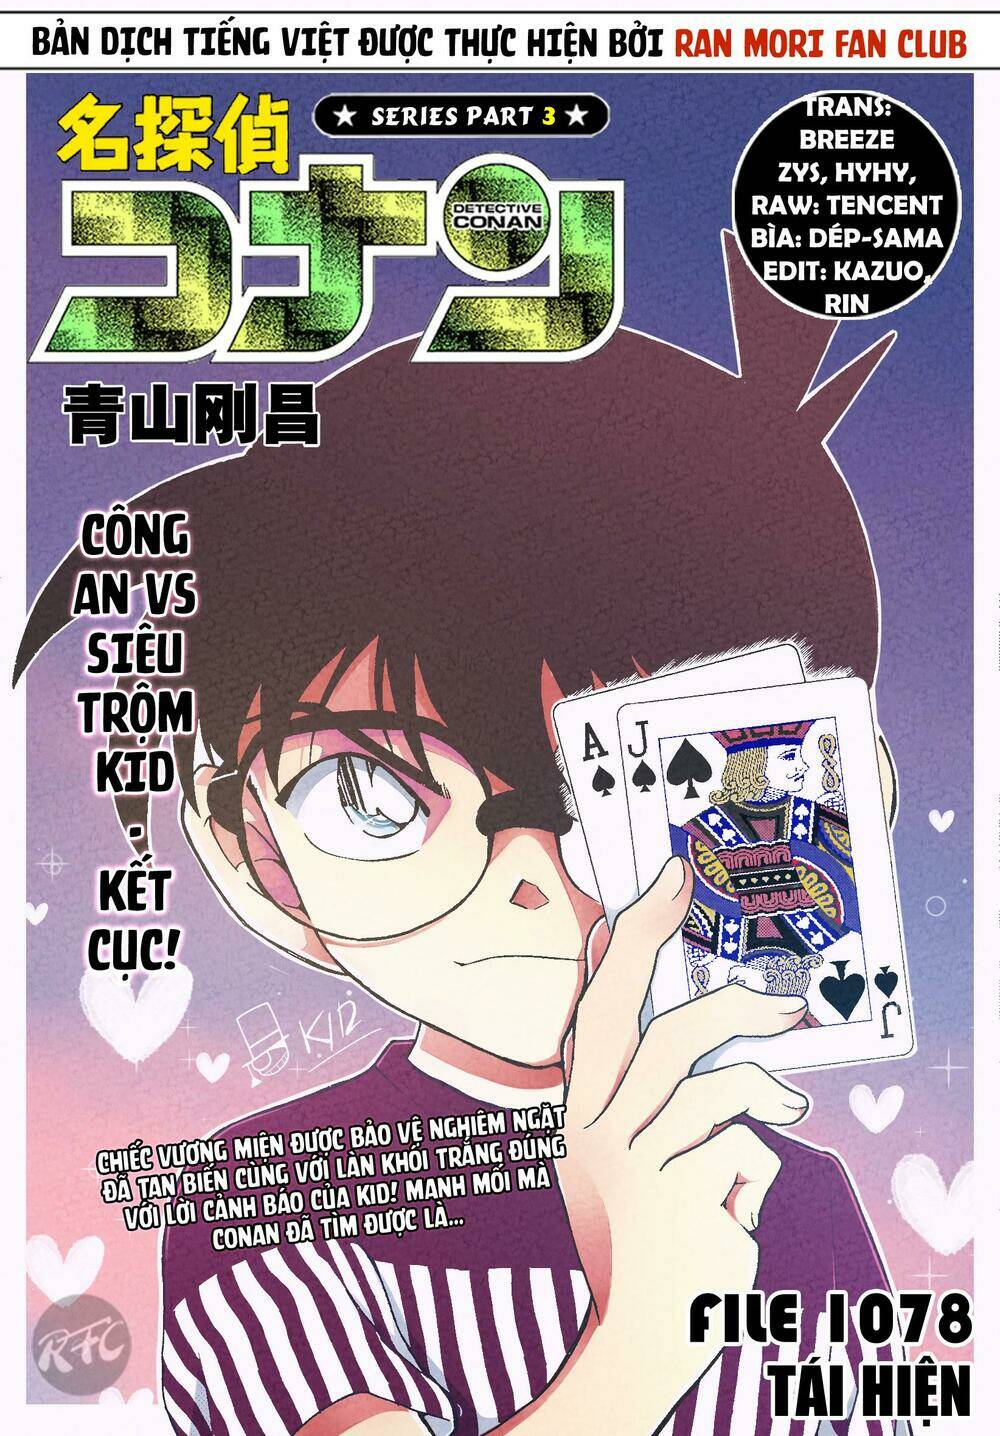 BẢN DỊCH TIẾNG VIỆT ĐƯỢC THỰC HIỆN BỞI RAN MORI FAN CLUB
★ SERIES PART 3 ★
名探偵
コナン
DETECTIVE
CONAN
青山剛昌
TRANS:
BREEZE
ZYS, HYHY,
RAW: TENCENT
BÌA: DÉP-SAMA
EDIT: KAZUO,
RIN
CÔNG
AN VS
SIÊU
TRỘM
KID
-
KẾT
CỤC!
A
J
J
KID
CHIẾC VƯƠNG MIỆN ĐƯỢC BẢO VỆ NGHIÊM NGẶT
ĐÃ TAN BIẾN CÙNG VỚI LÀN KHÓI TRẮNG ĐÚNG
VỚI LỜI CẢNH BÁO CỦA KID! MANH MỐI MÀ
CONAN ĐÃ TÌM ĐƯỢC LÀ...
RFC
FILE 1078
TÁI HIỆN